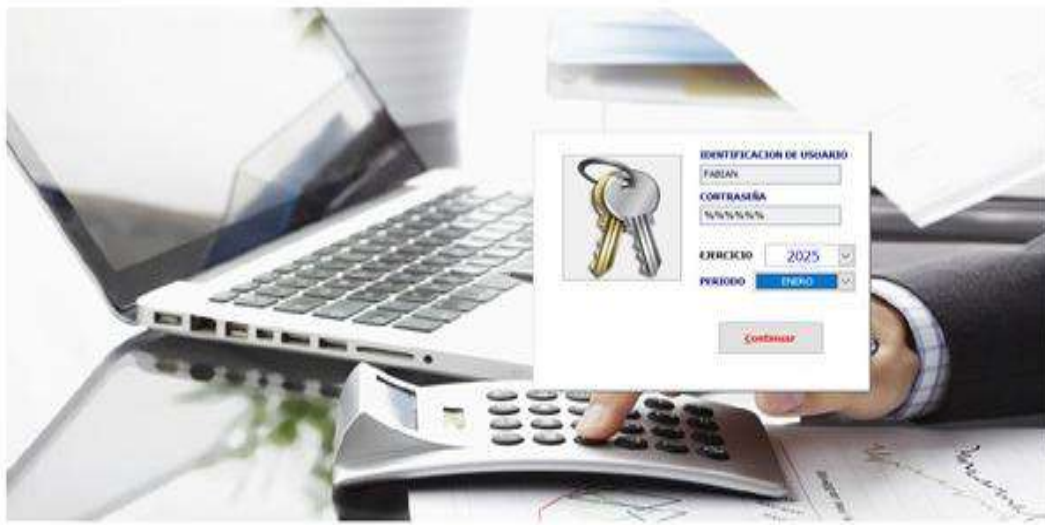 IDENTIFICACION DE USUARIO
FABIAN
CONTRASEÑA
%%%%%%
EJERCICIO 2025
PERIODO ENERO
Continuar